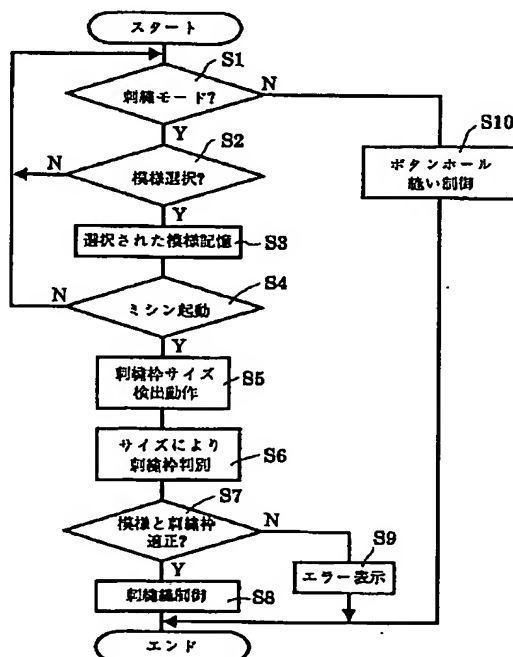 スタート
S1
刺繍モード?
N
Y
S10
ボタンホール
縫い制御
S2
模様選択?
N
Y
選択された模様記憶
S3
S4
ミシン起動
N
Y
刺繍枠サイズ
検出動作
S5
サイズにより
刺繍枠判別
S6
S7
模様と刺繍枠
適正?
N
Y
S9
エラー表示
刺繍縫制御
S8
エンド